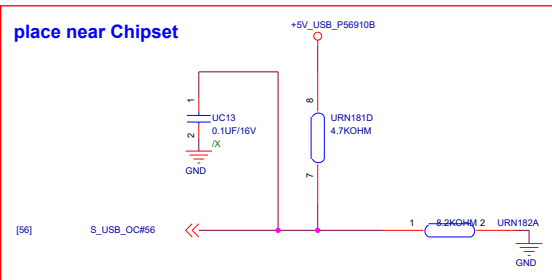 place near Chipset
+5V_USB_P56910B
1
8
UC13
0.1UF/16V
/X
2
URN181D
4.7KOHM
GND
7
[56]
S_USB_OC#56
1
8.2KOHM
2
URN182A
GND